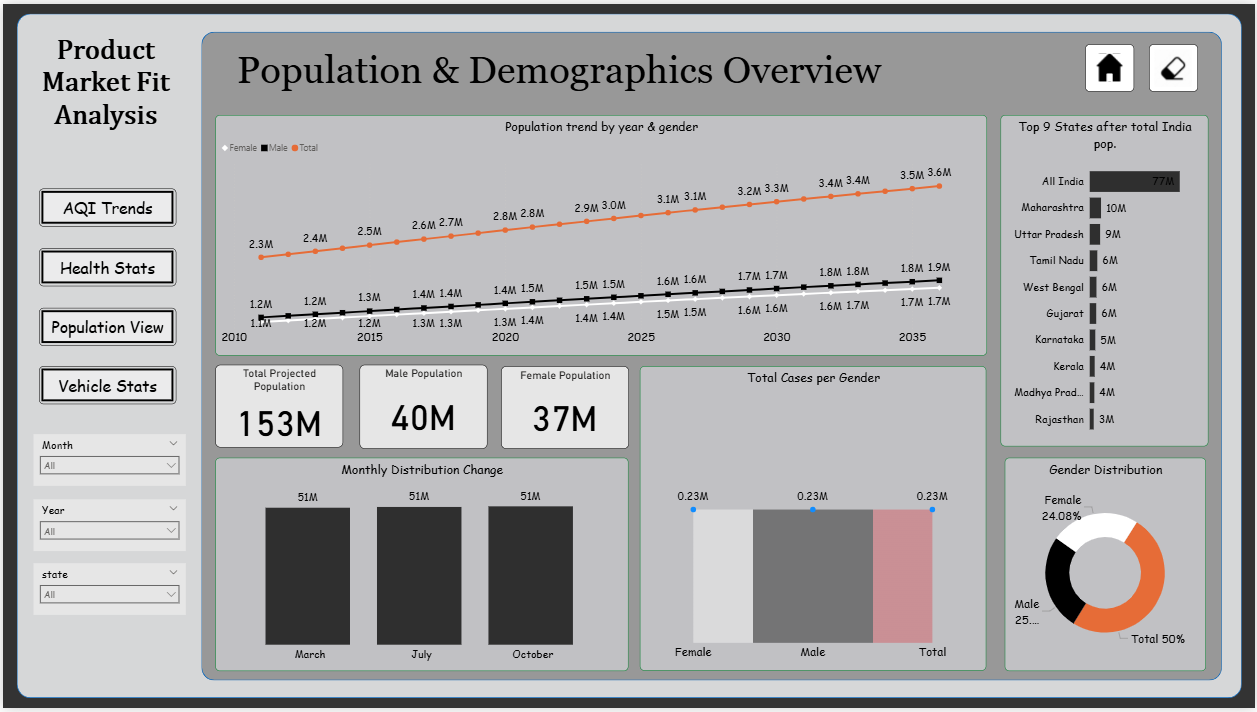 Product
Market Fit
Analysis
AQI Trends
Health Stats
Population View
Vehicle Stats
Month
All
Year
All
state
All
Population & Demographics Overview
Population trend by year & gender
Female Male Total
2.3M 2.4M 2.5M 2.6M 2.7M 2.8M 2.8M 2.9M 3.0M 3.1M 3.1M 3.2M 3.3M 3.4M 3.4M 3.5M 3.6M
1.2M 1.2M 1.3M 1.4M 1.4M 1.4M 1.5M 1.5M 1.5M 1.6M 1.6M 1.7M 1.7M 1.8M 1.8M 1.8M 1.9M
1.1M 1.2M 1.2M 1.3M 1.3M 1.3M 1.4M 1.4M 1.4M 1.5M 1.5M 1.6M 1.6M 1.6M 1.7M 1.7M 1.7M
2010 2015 2020 2025 2030 2035
Top 9 States after total India
pop.
All India 77M
Maharashtra 10M
Uttar Pradesh 9M
Tamil Nadu 6M
West Bengal 6M
Gujarat 6M
Karnataka 5M
Kerala 4M
Madhya Prad... 4M
Rajasthan 3M
Total Projected
Population
153M
Male Population
40M
Female Population
37M
Monthly Distribution Change
51M 51M 51M
March July October
Total Cases per Gender
0.23M 0.23M 0.23M
Female Male Total
Gender Distribution
Female
24.08%
Male
25....
Total 50%